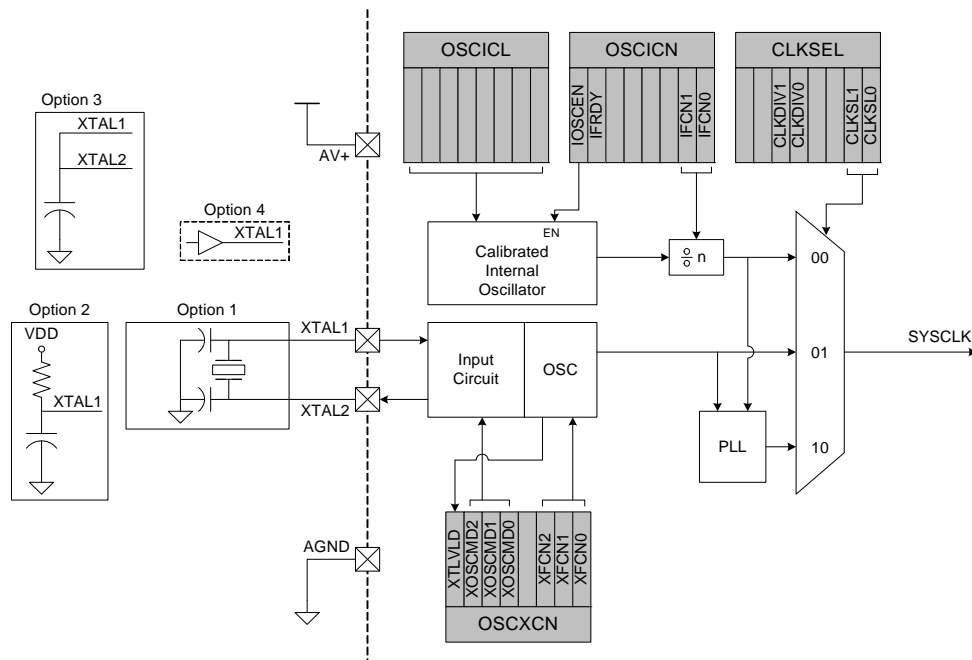 OSCICL
OSCICN
CLKSEL
IOSCEN
IFRDY
IFCN1
IFCN0
CLKDIV1
CLKDIV0
CLKSL1
CLKSL0
Option 3
XTAL1
XTAL2
AV+
Option 4
XTAL1
EN
Calibrated
Internal
Oscillator
n
00
Option 2
VDD
XTAL1
Option 1
XTAL1
XTAL2
Input
Circuit
OSC
01
SYSCLK
PLL
10
AGND
XTLVLD
XOSCMD2
XOSCMD1
XOSCMD0
XFCN2
XFCN1
XFCN0
OSCXCN